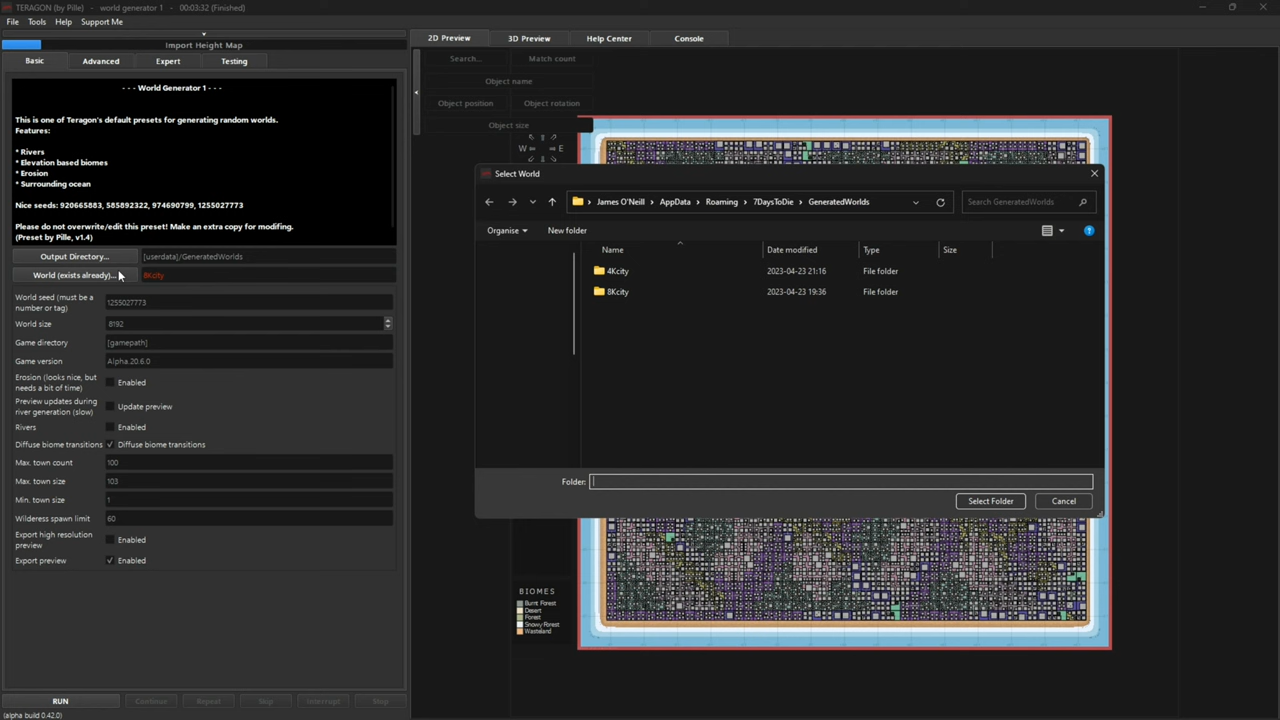 TERAGON (by Pille) - world generator 1 - 00:03:32 (Finished)
File Tools Help Support Me
Import Height Map
Basic Advanced Expert Testing
2D Preview 3D Preview Help Center Console
Search... Match count
Object name
Object position Object rotation
Object size
W E
- - - World Generator 1 - - -
This is one of Teragon's default presets for generating random worlds.
Features:
* Rivers
* Elevation based biomes
* Erosion
* Surrounding ocean
Nice seeds: 920665883, 585892322, 974690799, 1255027773
Please do not overwrite/edit this preset! Make an extra copy for modifing.
(Preset by Pille, v1.4)
Output Directory... [userdata]/GeneratedWorlds
World (exists already)... 8Kcity
World seed (must be a
number or tag) 1255027773
World size 8192
Game directory [gamepath]
Game version Alpha.20.6.0
Erosion (looks nice, but
needs a bit of time) Enabled
Preview updates during
river generation (slow) Update preview
Rivers Enabled
Diffuse biome transitions Diffuse biome transitions
Max. town count 100
Max. town size 103
Min. town size 1
Wilderess spawn limit 60
Export high resolution
preview Enabled
Export preview Enabled
RUN Continue Repeat Skip Interrupt Stop
(alpha build 0.42.0)
Select World
James O'Neill AppData Roaming 7DaysToDie GeneratedWorlds Search GeneratedWorlds
Organise New folder
Name Date modified Type Size
4Kcity 2023-04-23 21:16 File folder
8Kcity 2023-04-23 19:36 File folder
Folder:
Select Folder Cancel
BIOMES
Burnt Forest
Desert
Forest
Snowy Forest
Wasteland